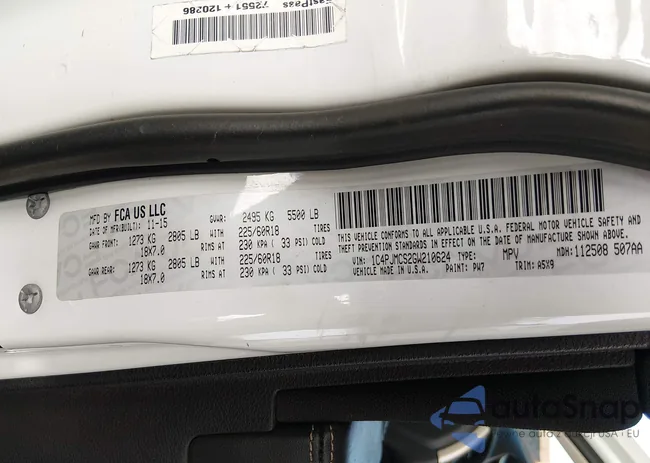 FastPass
72551 + 120286
MFD BY FCA US LLC
DATE OF MFR(BUILT): 11-15
GVWR: 2495 KG 5500 LB
GAWR FRONT: 1273 KG 2805 LB WITH 225/60R18 TIRES
18X7.0 RIMS AT 230 KPA ( 33 PSI) COLD
GAWR REAR: 1273 KG 2805 LB WITH 225/60R18 TIRES
18X7.0 RIMS AT 230 KPA ( 33 PSI) COLD
THIS VEHICLE CONFORMS TO ALL APPLICABLE U.S.A. FEDERAL MOTOR VEHICLE SAFETY AND
THEFT PREVENTION STANDARDS IN EFFECT ON THE DATE OF MANUFACTURE SHOWN ABOVE.
THIS VEHICLE IS MANUFACTURED IN U.S.A.
VIN: 1C4PJMCS2GW210624 TYPE: MPV MDH: 112508 507AA
PAINT: PW7 TRIM: A5X9
autoSnap